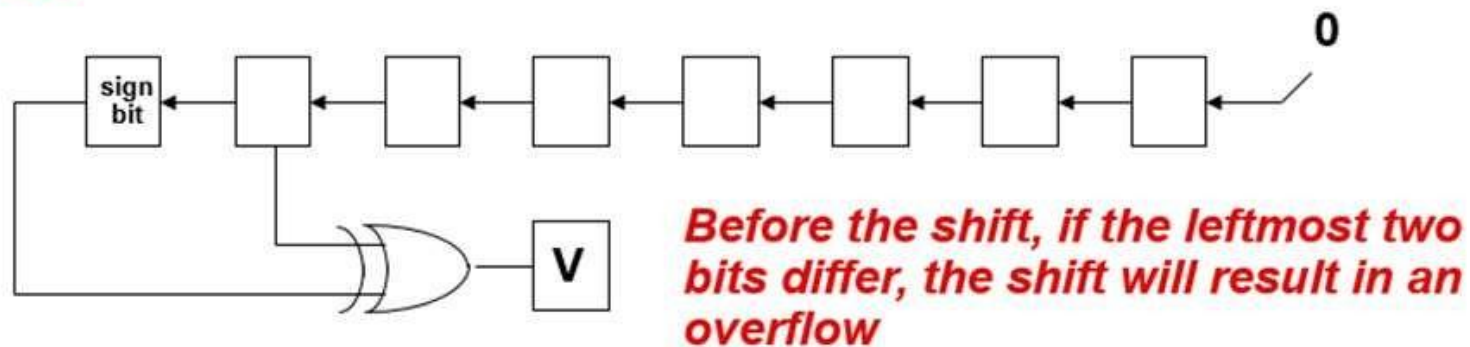 0
sign
bit
V
Before the shift, if the leftmost two
bits differ, the shift will result in an
overflow